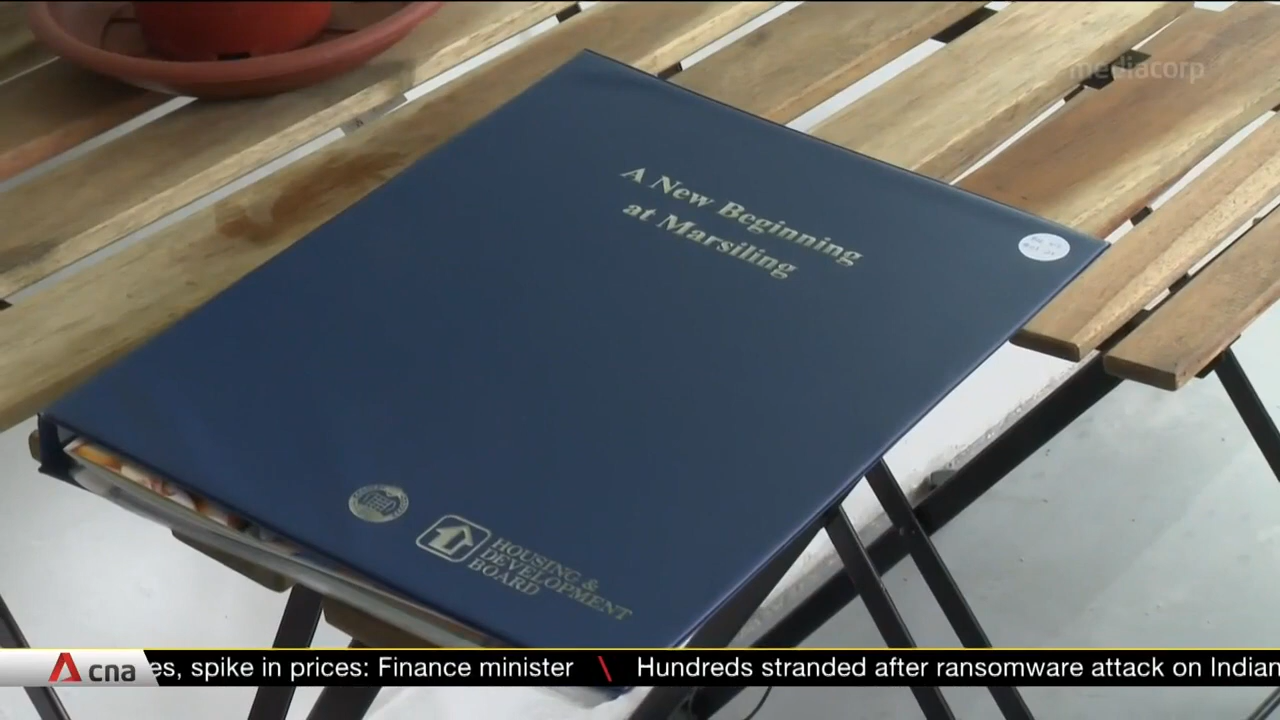 mediacorp
A New Beginning
at Marsiling
HOUSING &
DEVELOPMENT
BOARD
cna
es, spike in prices: Finance minister \ Hundreds stranded after ransomware attack on Indian